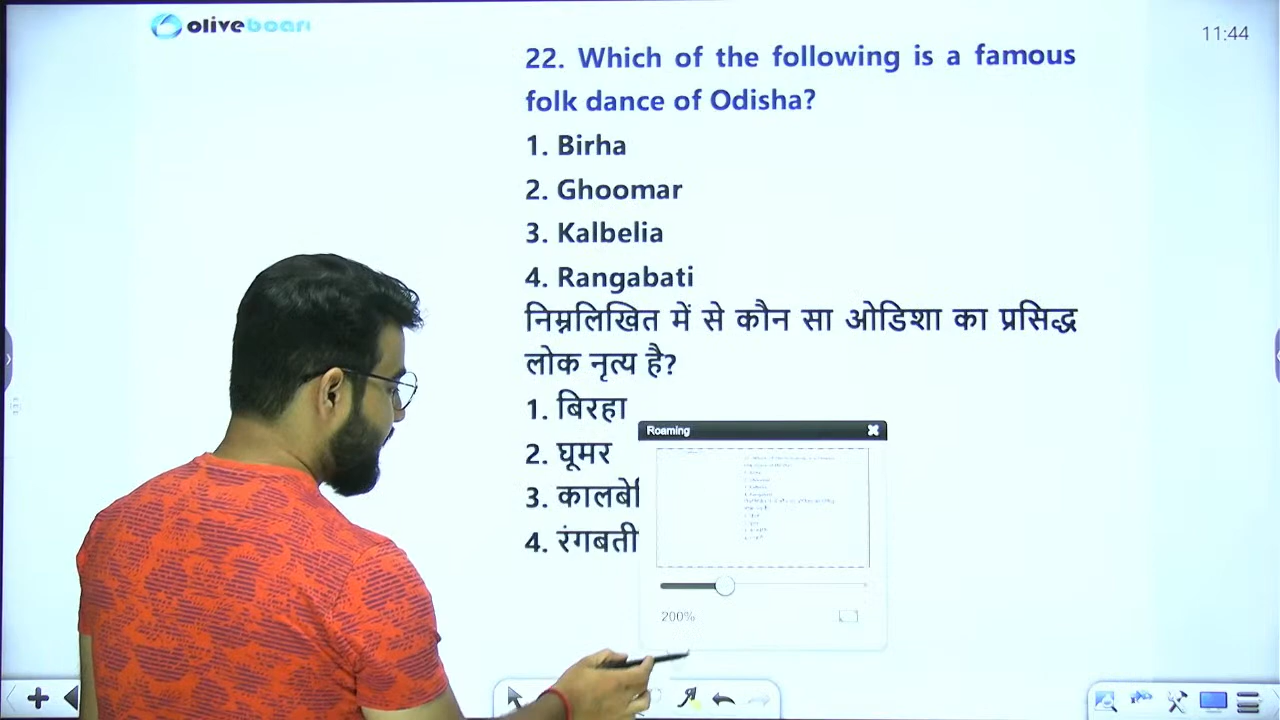 oliveboar
11:44
22. Which of the following is a famous
folk dance of Odisha?
1. Birha
2. Ghoomar
3. Kalbelia
4. Rangabati
निम्नलिखित में से कौन सा ओडिशा का प्रसिद्ध
लोक नृत्य है?
1. बिरहा
2. घूमर
3. कालबे
4. रंगबती
Roaming
200%